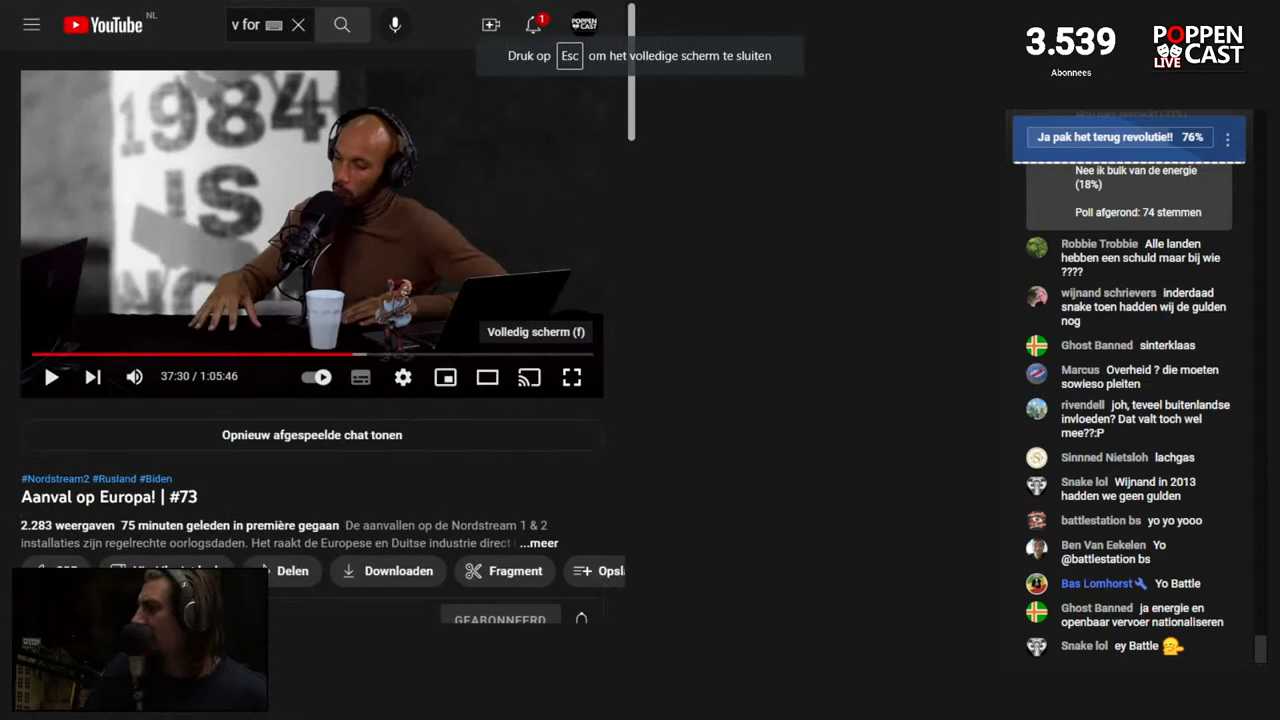 YouTube NL
v for
1
POPPEN
CAST
Druk op Esc om het volledige scherm te sluiten
3.539
Abonnees
POPPEN
LIVE CAST
1984
IS
Volledig scherm (f)
37:30 / 1:05:46
Opnieuw afgespeelde chat tonen
#Nordstream2 #Rusland #Biden
Aanval op Europa! | #73
2.283 weergaven 75 minuten geleden in première gegaan De aanvallen op de Nordstream 1 & 2
installaties zijn regelrechte oorlogsdaden. Het raakt de Europese en Duitse industrie direct ...meer
Delen
Downloaden
Fragment
Opsla
GEABONNEERD
Ja pak het terug revolutie!! 76%
Nee ik bulk van de energie
(18%)
Poll afgerond: 74 stemmen
Robbie Trobbie Alle landen
hebben een schuld maar bij wie
????
wijnand schrievers inderdaad
snake toen hadden wij de gulden
nog
Ghost Banned sinterklaas
Marcus Overheid ? die moeten
sowieso pleiten
rivendell joh, teveel buitenlandse
invloeden? Dat valt toch wel
mee??:P
Sinnned Nietsloh lachgas
Snake lol Wijnand in 2013
hadden we geen gulden
battlestation bs yo yo yooo
Ben Van Eekelen Yo
@battlestation bs
Bas Lomhorst Yo Battle
Ghost Banned ja energie en
openbaar vervoer nationaliseren
Snake lol ey Battle